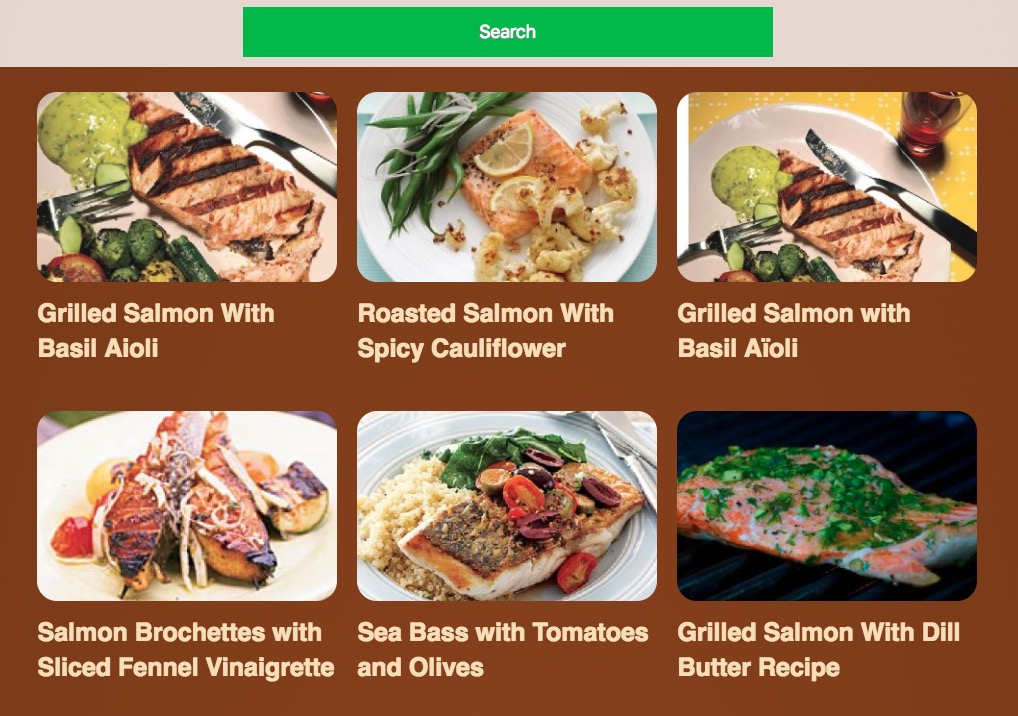 Search
Grilled Salmon With
Basil Aioli
Roasted Salmon With
Spicy Cauliflower
Grilled Salmon with
Basil Aïoli
Salmon Brochettes with
Sliced Fennel Vinaigrette
Sea Bass with Tomatoes
and Olives
Grilled Salmon With Dill
Butter Recipe